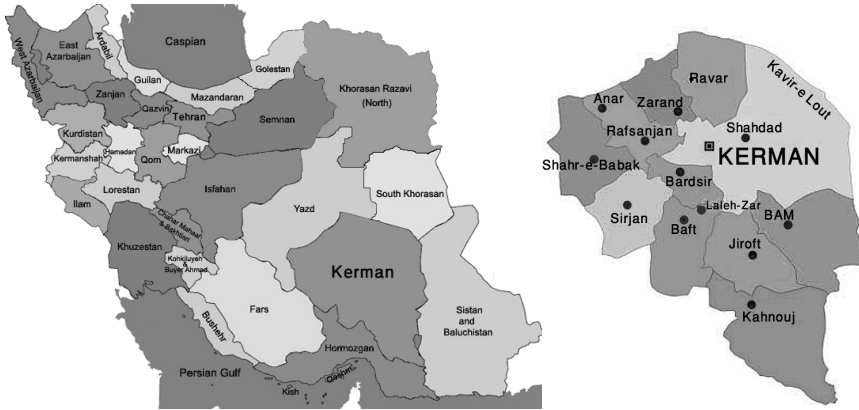 Caspian
West Azarbaijan
East
Azarbaijan
Ardabil
Guilan
Golestan
Mazandaran
Khorasan Razavi
(North)
Zanjan
Qazvin
Tehran
Semnan
Kurdistan
Hamadan
Markazi
Kermanshah
Qom
Lorestan
Isfahan
Ilam
Yazd
South Khorasan
Chahar Mahaal
& Bakhtiari
Khuzestan
Kohkiluyeh
&
Buyer Ahmad
Kerman
Fars
Bushehr
Sistan
and
Baluchistan
Hormozgan
Persian Gulf
Qeshm
Kish
Kavir-e Lout
Ravar
Anar
Zarand
Rafsanjan
Shahdad
KERMAN
Shahr-e-Babak
Bardsir
Sirjan
Laleh-Zar
BAM
Baft
Jiroft
Kahnouj